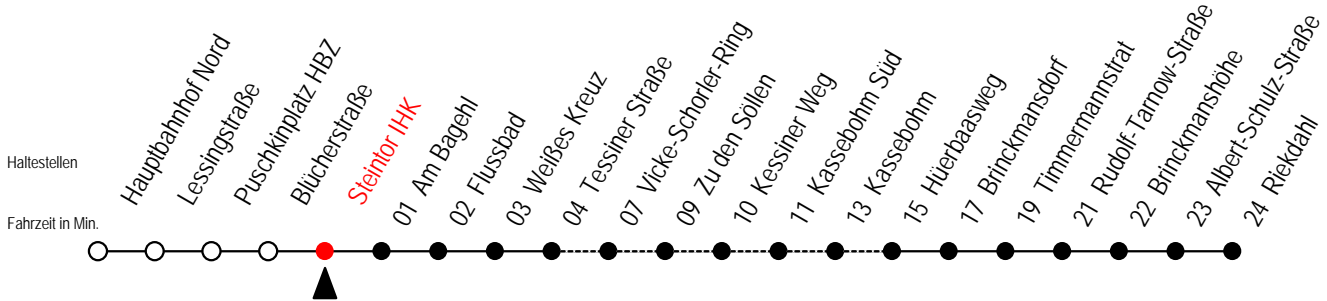 Haltestellen
Fahrzeit in Min.
Hauptbahnhof Nord
Lessingstraße
Puschkinplatz HBZ
Blücherstraße
Steintor IHK
01 Am Bagehl
02 Flussbad
03 Weißes Kreuz
04 Tessiner Straße
07 Vicke-Schorler-Ring
09 Zu den Söllen
10 Kessiner Weg
11 Kassebohm Süd
13 Kassebohm
15 Hüerbaasweg
17 Brinckmansdorf
19 Timmermannstrat
21 Rudolf-Tarnow-Straße
22 Brinckmanshöhe
23 Albert-Schulz-Straße
24 Riekdahl